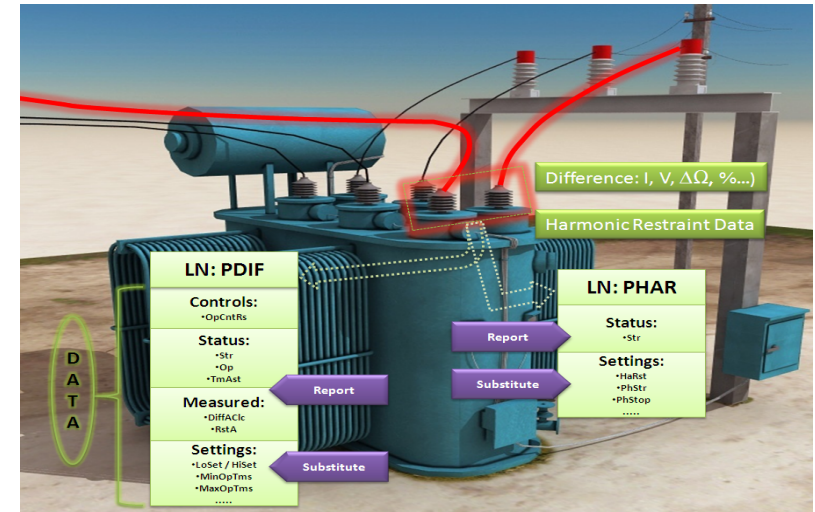 Difference: I, V, ΔΩ, %...)
Harmonic Restraint Data
LN: PDIF
Controls:
•OpCntRs
Status:
•Str
•Op
•TmAst
Measured:
•DiffAClc
•RstA
Settings:
•LoSet / HiSet
•MinOpTms
•MaxOpTms
.....
DATA
Report
Substitute
LN: PHAR
Status:
•Str
Settings:
•HaRst
•PhStr
•PhStop
.....
Report
Substitute